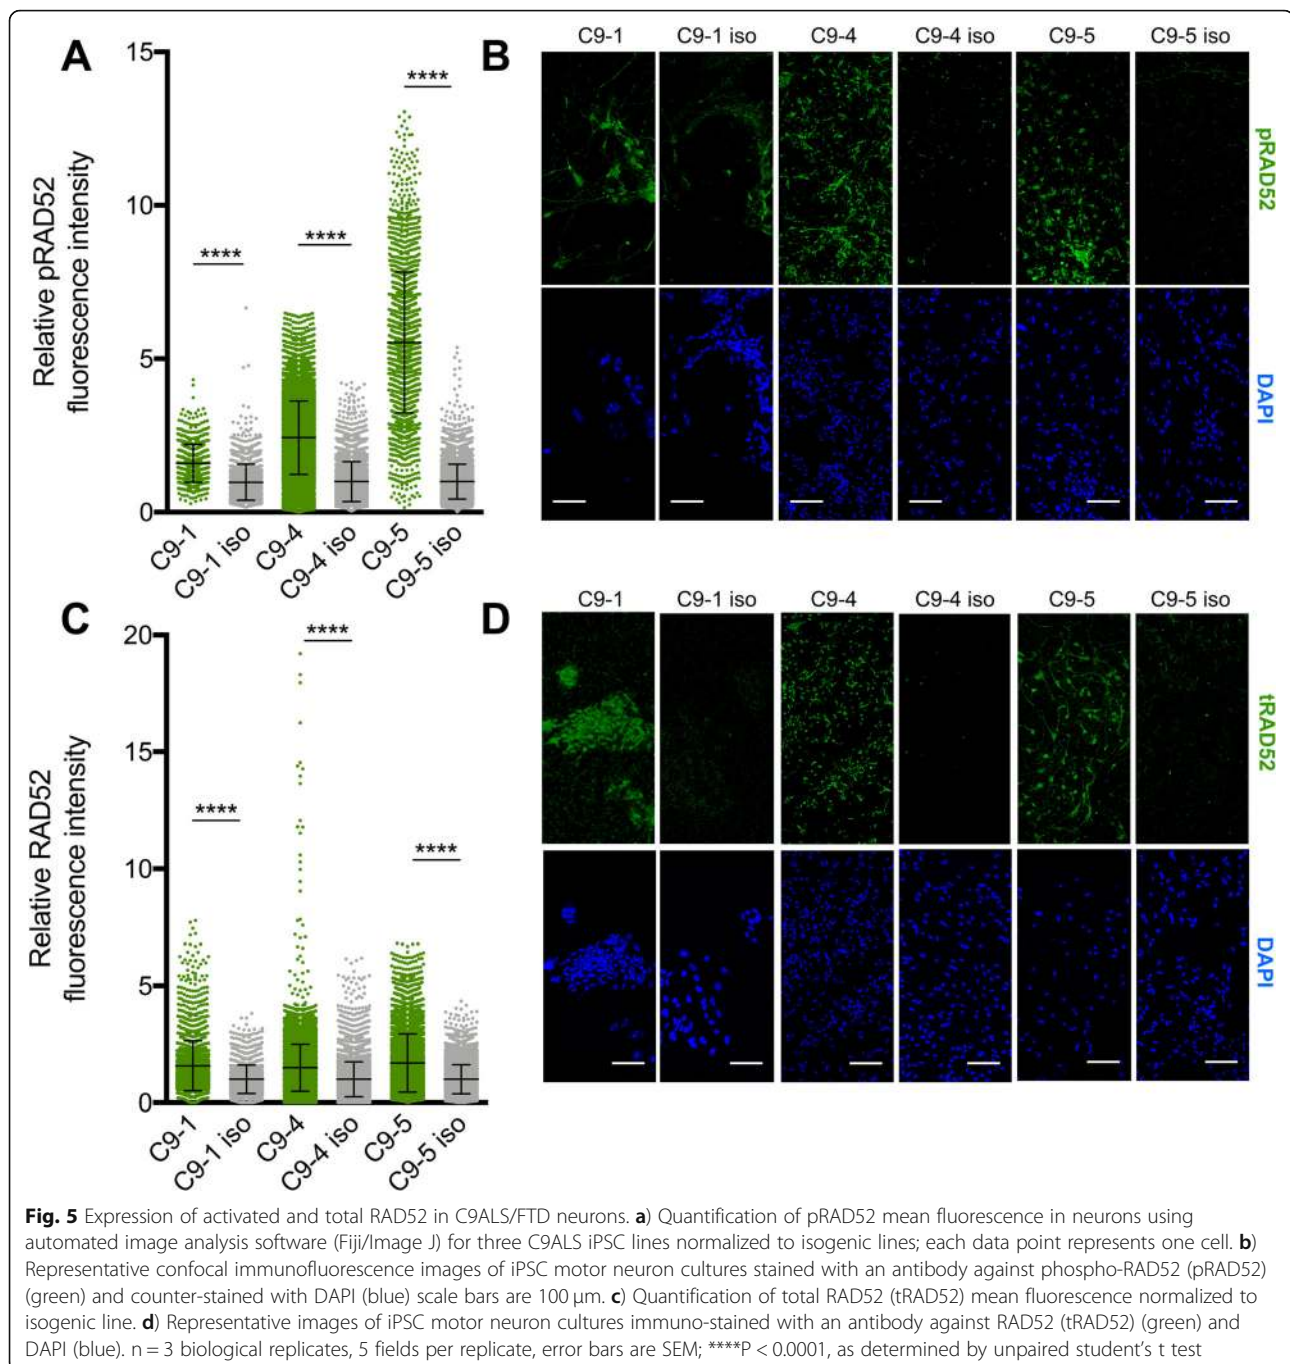 A
Relative pRAD52
fluorescence intensity
15
10
5
0
****
****
****
C9-1
C9-1 iso
C9-4
C9-4 iso
C9-5
C9-5 iso
B
C9-1
C9-1 iso
C9-4
C9-4 iso
C9-5
C9-5 iso
pRAD52
DAPI
C
Relative RAD52
fluorescence intensity
20
15
10
5
0
****
****
****
C9-1
C9-1 iso
C9-4
C9-4 iso
C9-5
C9-5 iso
D
C9-1
C9-1 iso
C9-4
C9-4 iso
C9-5
C9-5 iso
tRAD52
DAPI
Fig. 5 Expression of activated and total RAD52 in C9ALS/FTD neurons. a) Quantification of pRAD52 mean fluorescence in neurons using
automated image analysis software (Fiji/Image J) for three C9ALS iPSC lines normalized to isogenic lines; each data point represents one cell. b)
Representative confocal immunofluorescence images of iPSC motor neuron cultures stained with an antibody against phospho-RAD52 (pRAD52)
(green) and counter-stained with DAPI (blue) scale bars are 100 μm. c) Quantification of total RAD52 (tRAD52) mean fluorescence normalized to
isogenic line. d) Representative images of iPSC motor neuron cultures immuno-stained with an antibody against RAD52 (tRAD52) (green) and
DAPI (blue). n = 3 biological replicates, 5 fields per replicate, error bars are SEM; ****P < 0.0001, as determined by unpaired student's t test